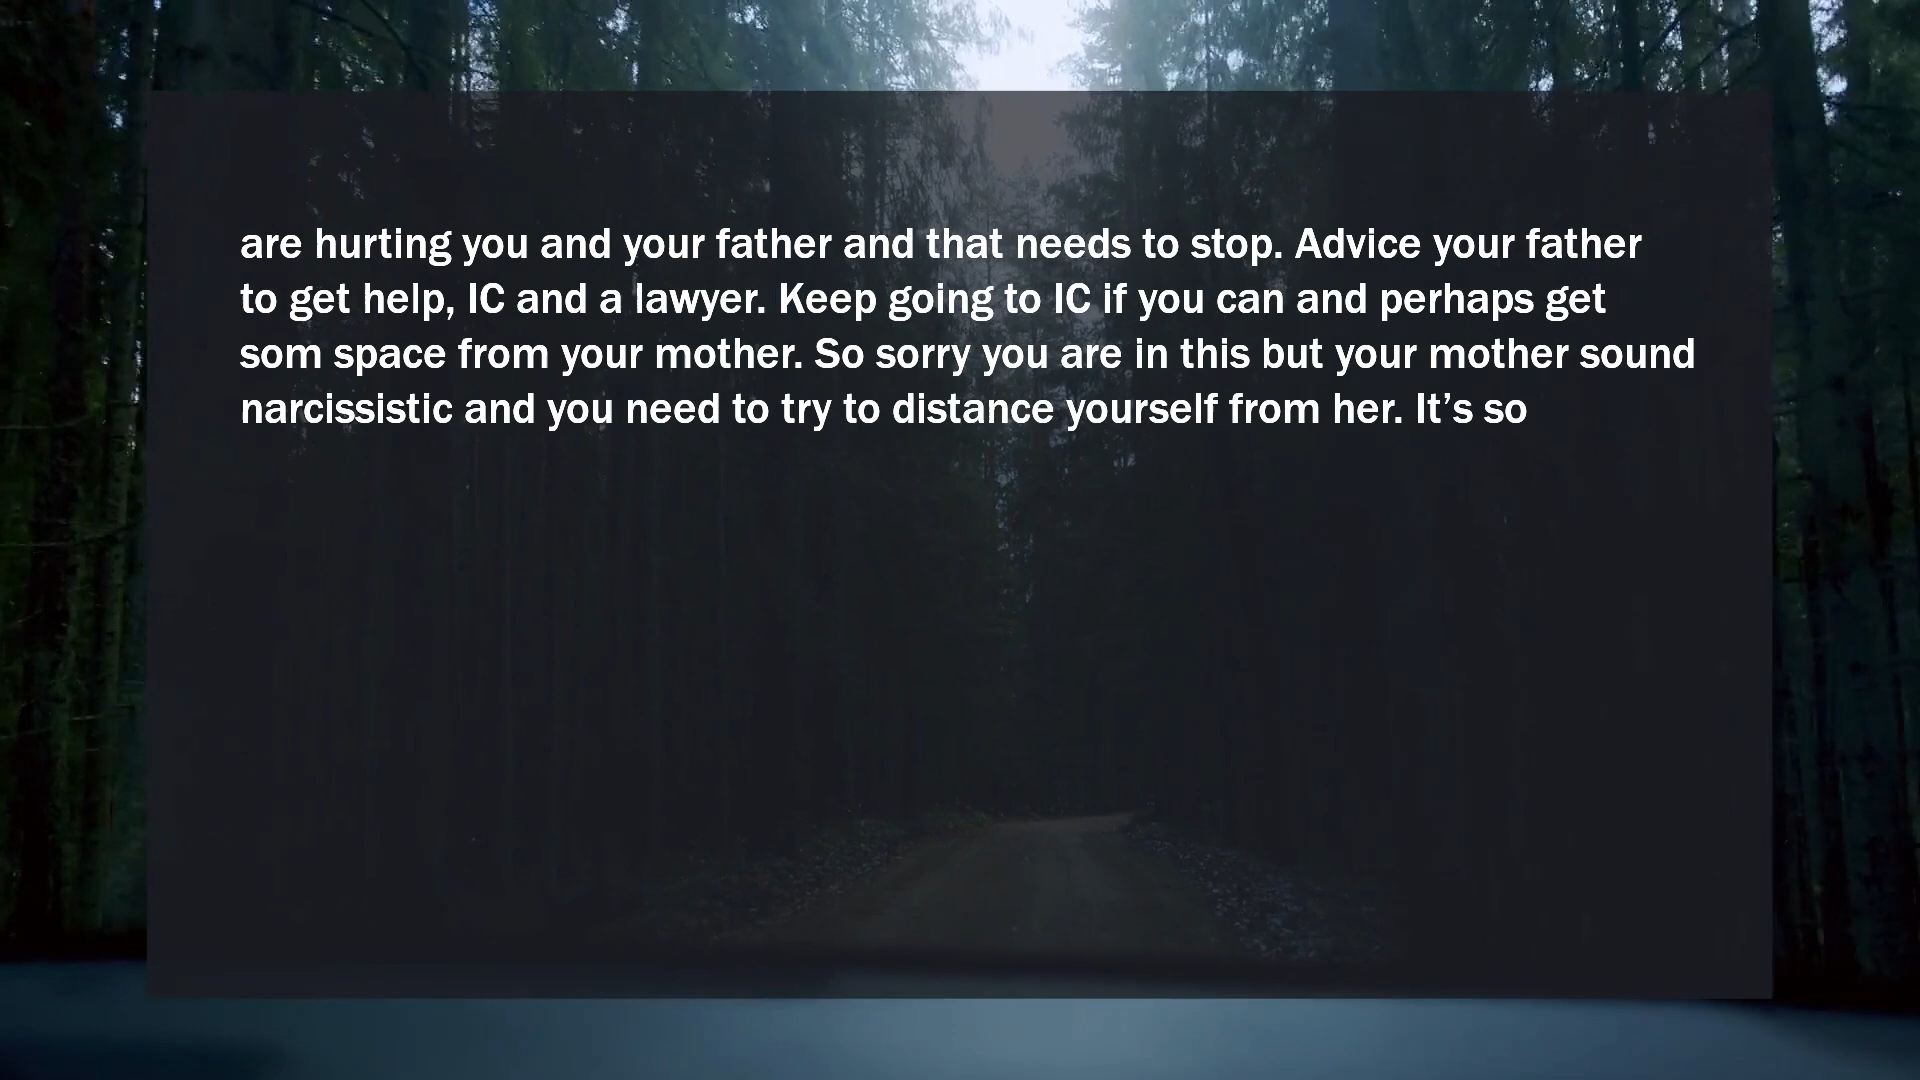 are hurting you and your father and that needs to stop. Advice your father
to get help, IC and a lawyer. Keep going to IC if you can and perhaps get
som space from your mother. So sorry you are in this but your mother sound
narcissistic and you need to try to distance yourself from her. It’s so